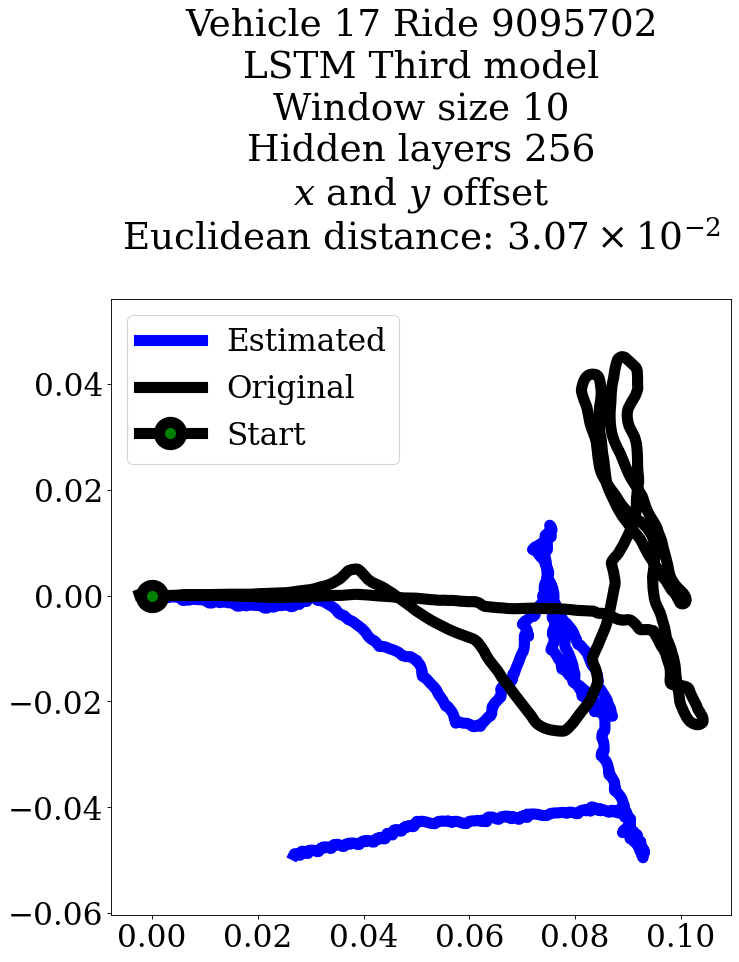 Vehicle 17 Ride 9095702
LSTM Third model
Window size 10
Hidden layers 256
x and y offset
Euclidean distance: 3.07 × 10⁻²
Estimated
Original
Start
0.04
0.02
0.00
−0.02
−0.04
−0.06
0.00 0.02 0.04 0.06 0.08 0.10